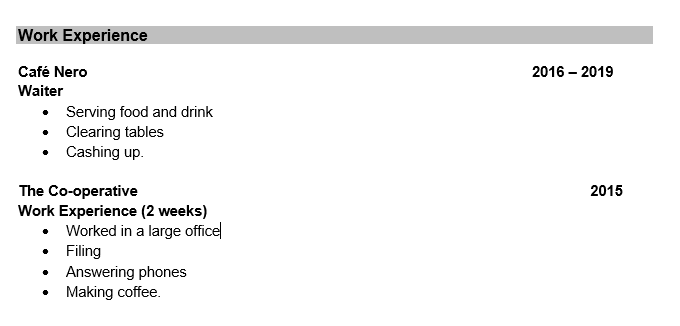 Work Experience
Café Nero 2016 – 2019
Waiter
• Serving food and drink
• Clearing tables
• Cashing up.
The Co-operative 2015
Work Experience (2 weeks)
• Worked in a large office
• Filing
• Answering phones
• Making coffee.